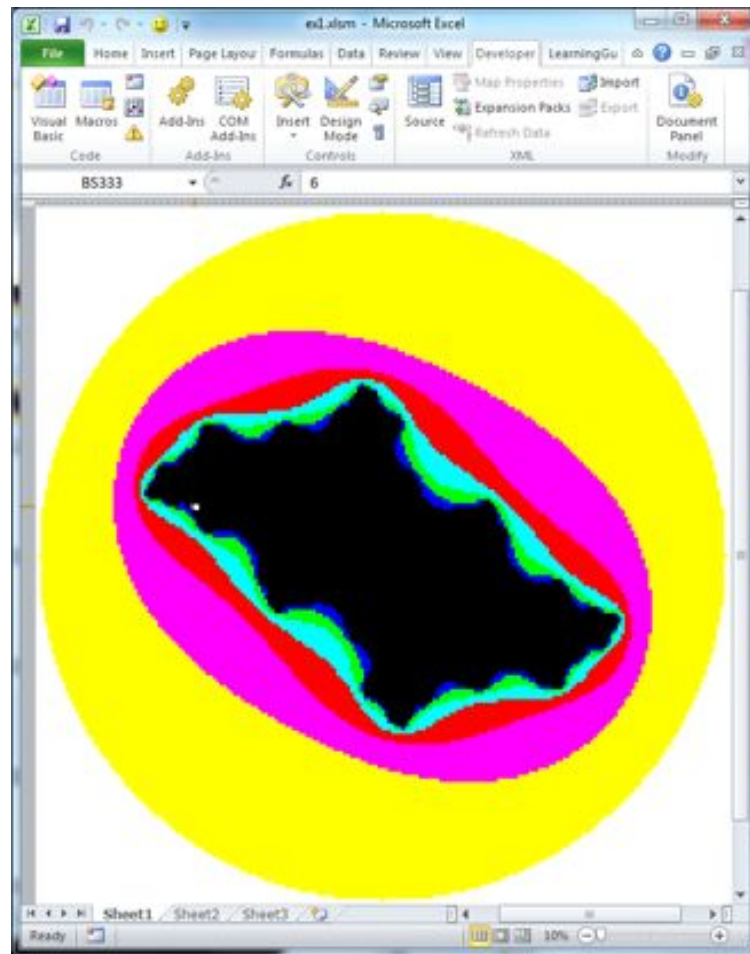 ex1.xlsm - Microsoft Excel
File Home Insert Page Layour Formulas Data Review View Developer LearningGu
Visual Basic Macros Add-Ins COM Add-Ins Insert Design Mode Source Map Properties Import
Expansion Packs Export
Refresh Data
Document Panel
Code Add-Ins Controls XML Modify
BS333 fx 6
Sheet1 Sheet2 Sheet3
Ready 10%